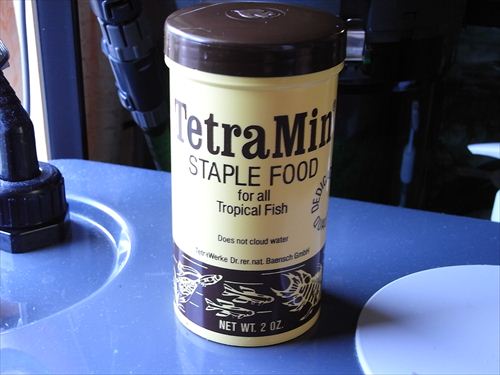 TetraMin
STAPLE FOOD
for all
Tropical Fish
Does not cloud water
TetraWerke Dr. rer. nat. Baensch GmbH
NET WT. 2 OZ.